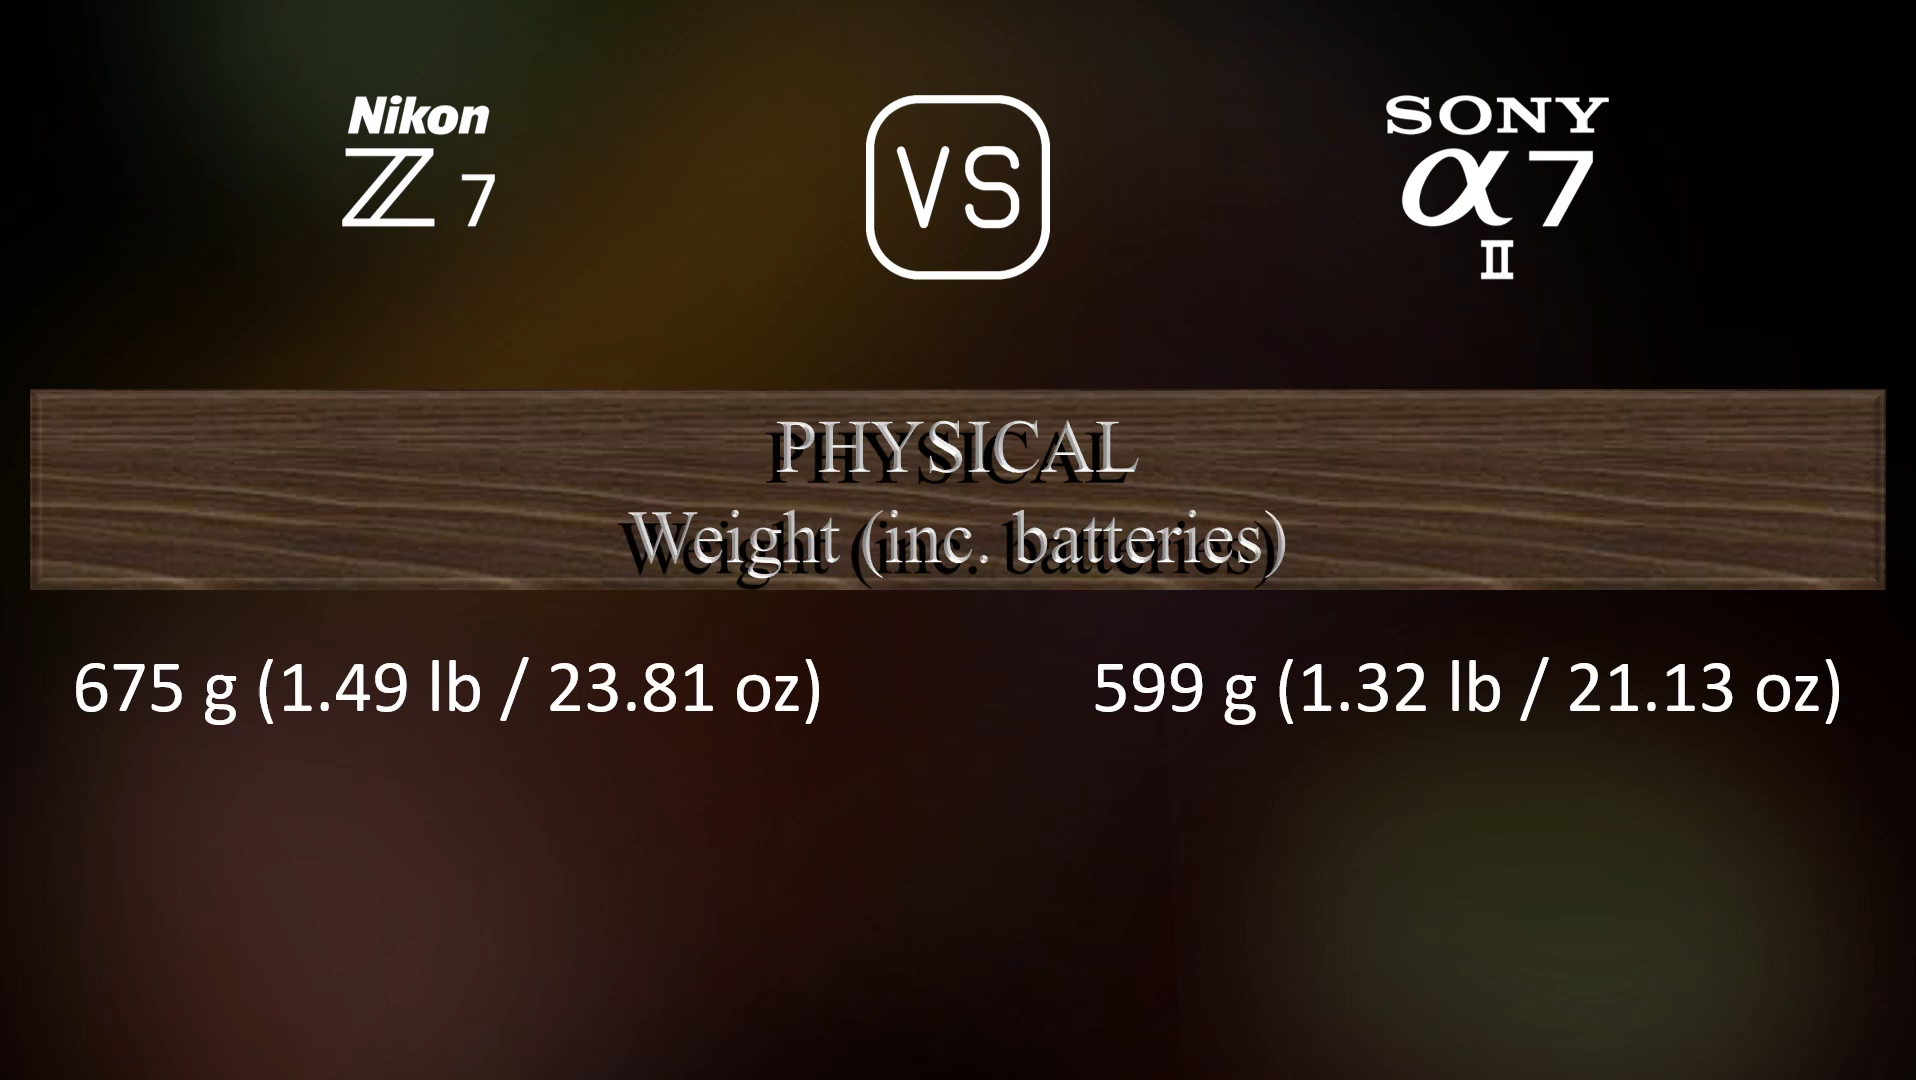 Nikon
Z 7
VS
SONY
α7
II
PHYSICAL
Weight (inc. batteries)
675 g (1.49 lb / 23.81 oz)
599 g (1.32 lb / 21.13 oz)